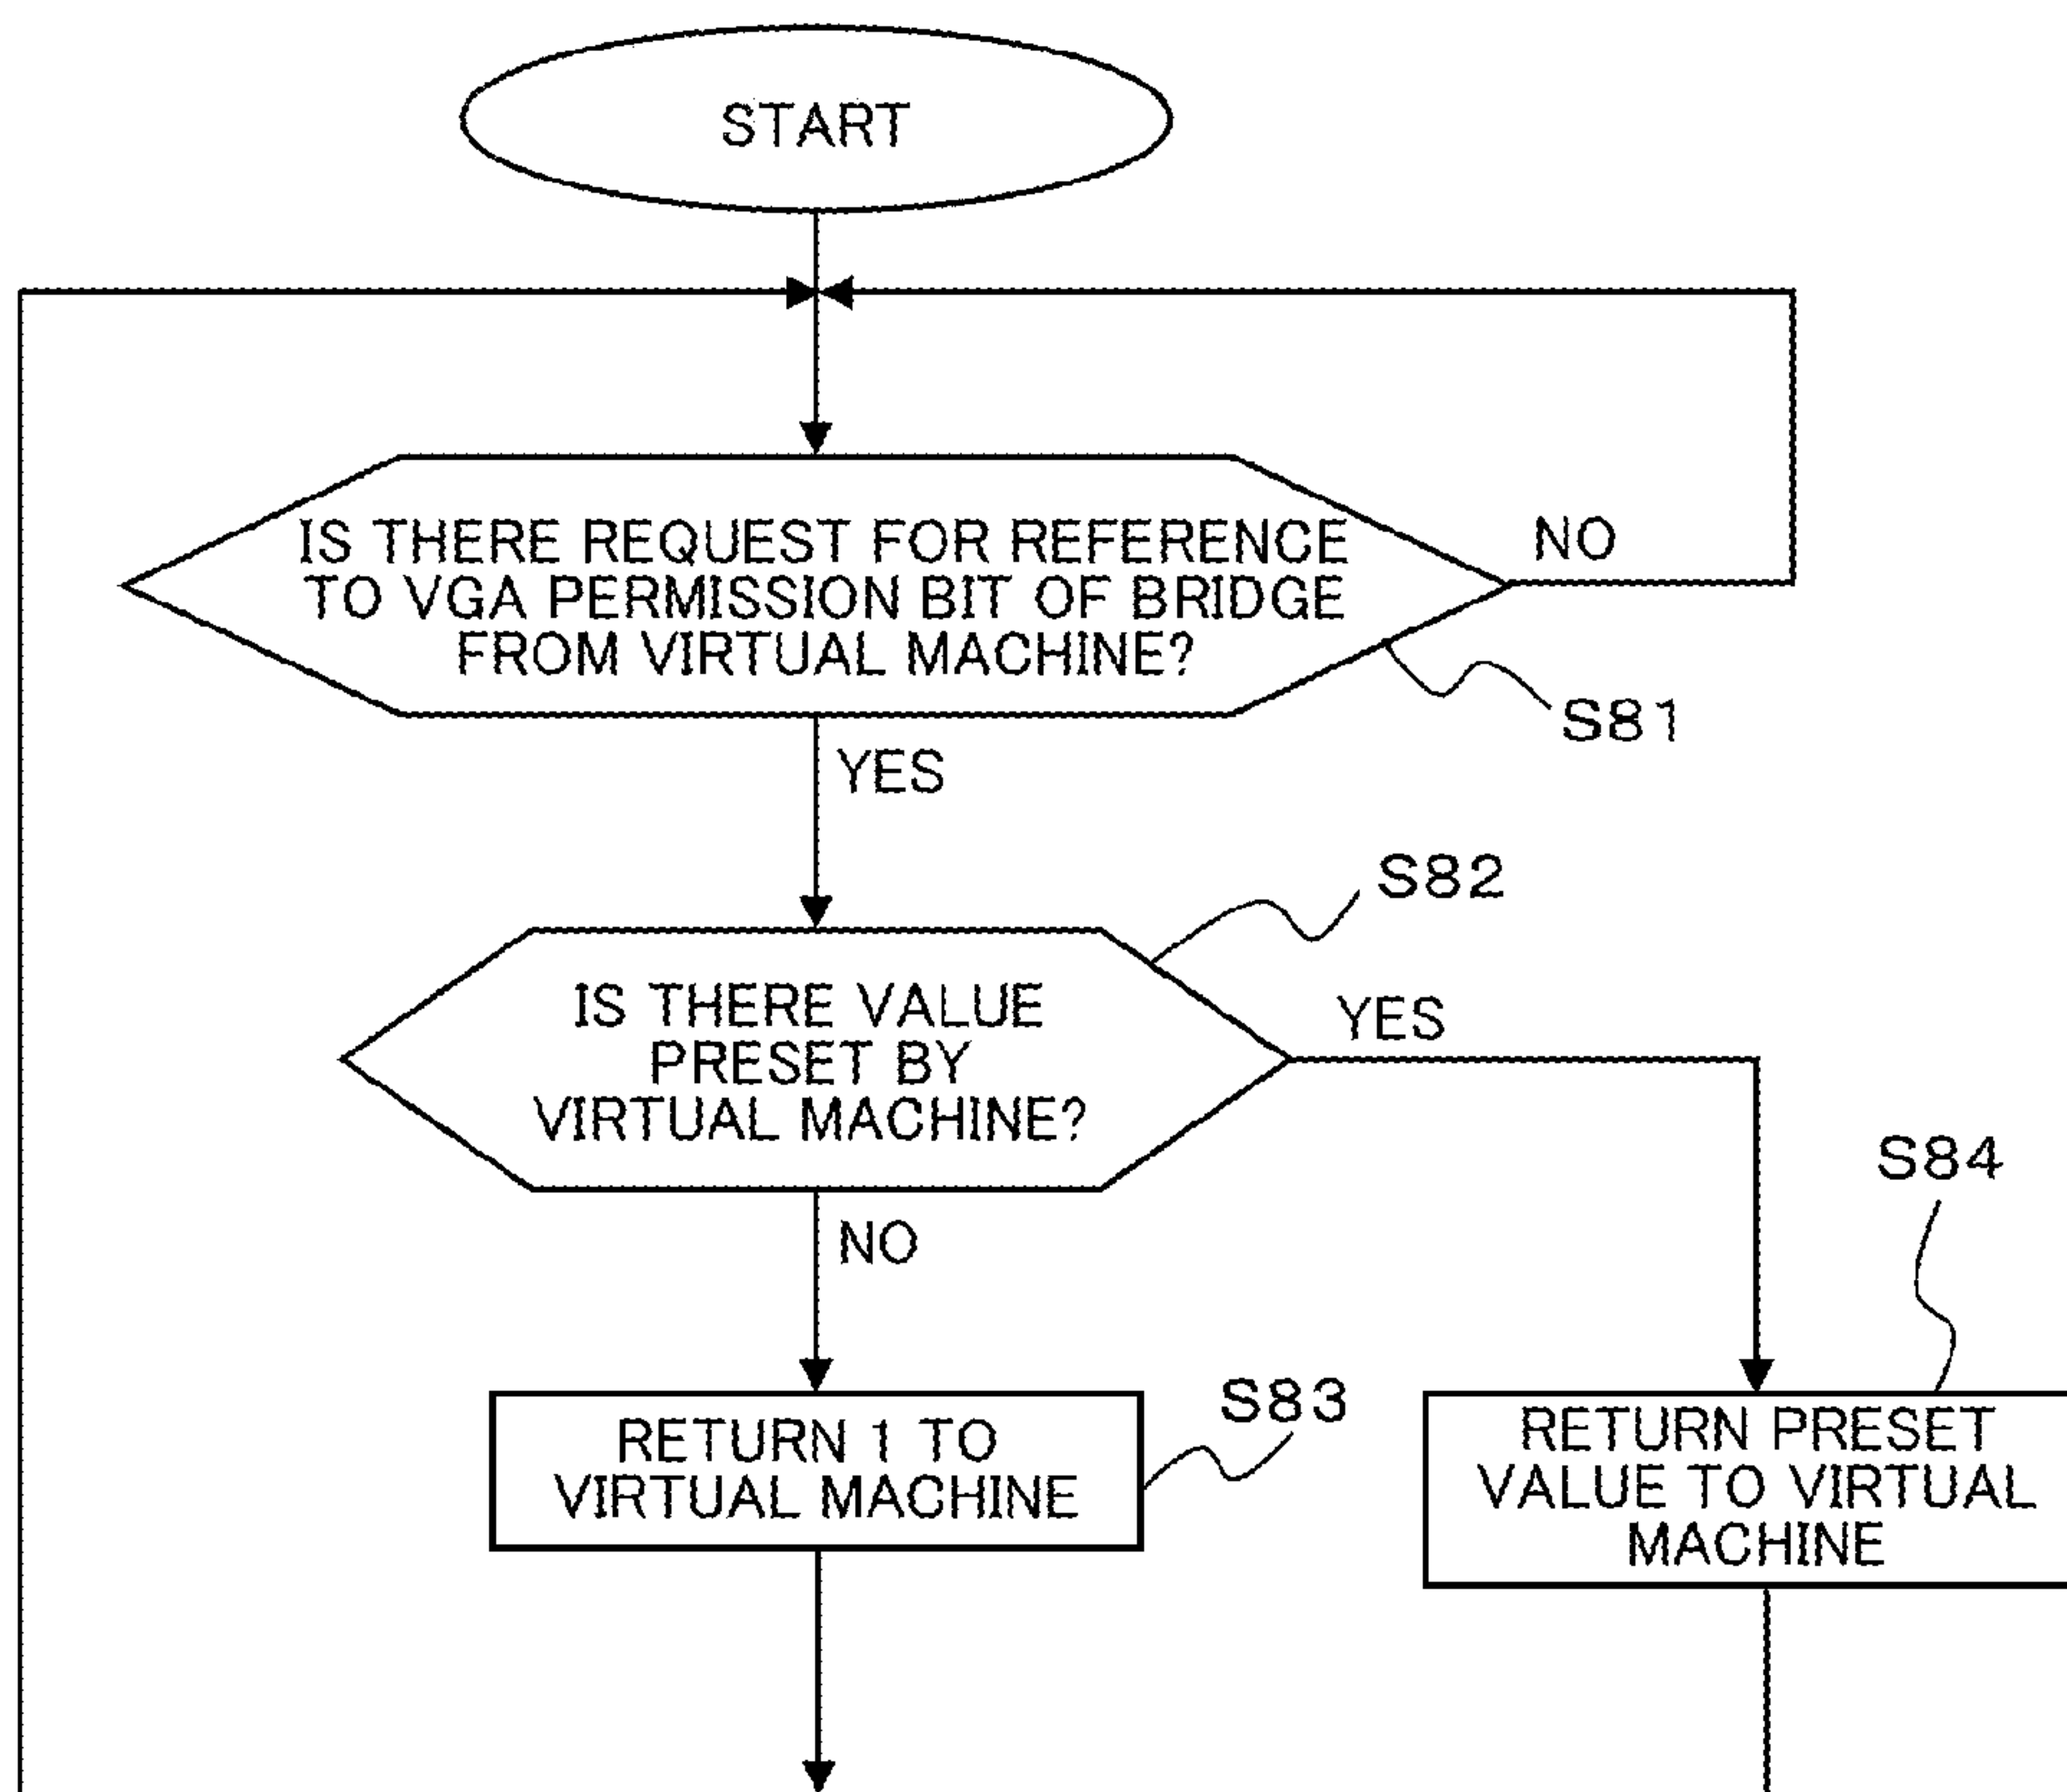 START
IS THERE REQUEST FOR REFERENCE
TO VGA PERMISSION BIT OF BRIDGE
FROM VIRTUAL MACHINE?
NO
S81
YES
S82
IS THERE VALUE
PRESET BY
VIRTUAL MACHINE?
YES
S84
NO
S83
RETURN 1 TO
VIRTUAL MACHINE
RETURN PRESET
VALUE TO VIRTUAL
MACHINE